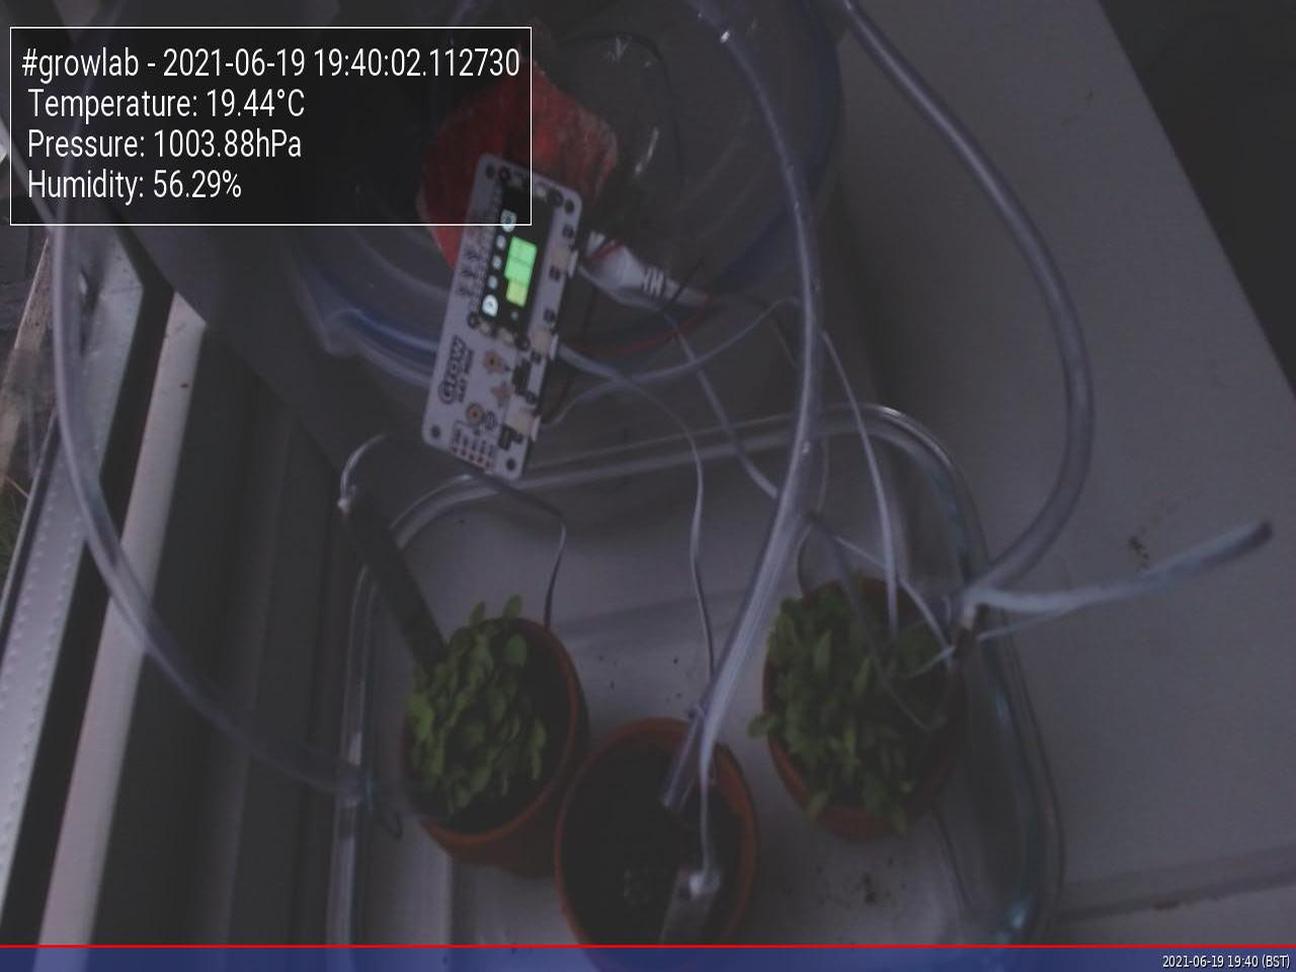 #growlab - 2021-06-19 19:40:02.112730
Temperature: 19.44°C
Pressure: 1003.88hPa
Humidity: 56.29%
GROW
2021-06-19 19:40 (BST)